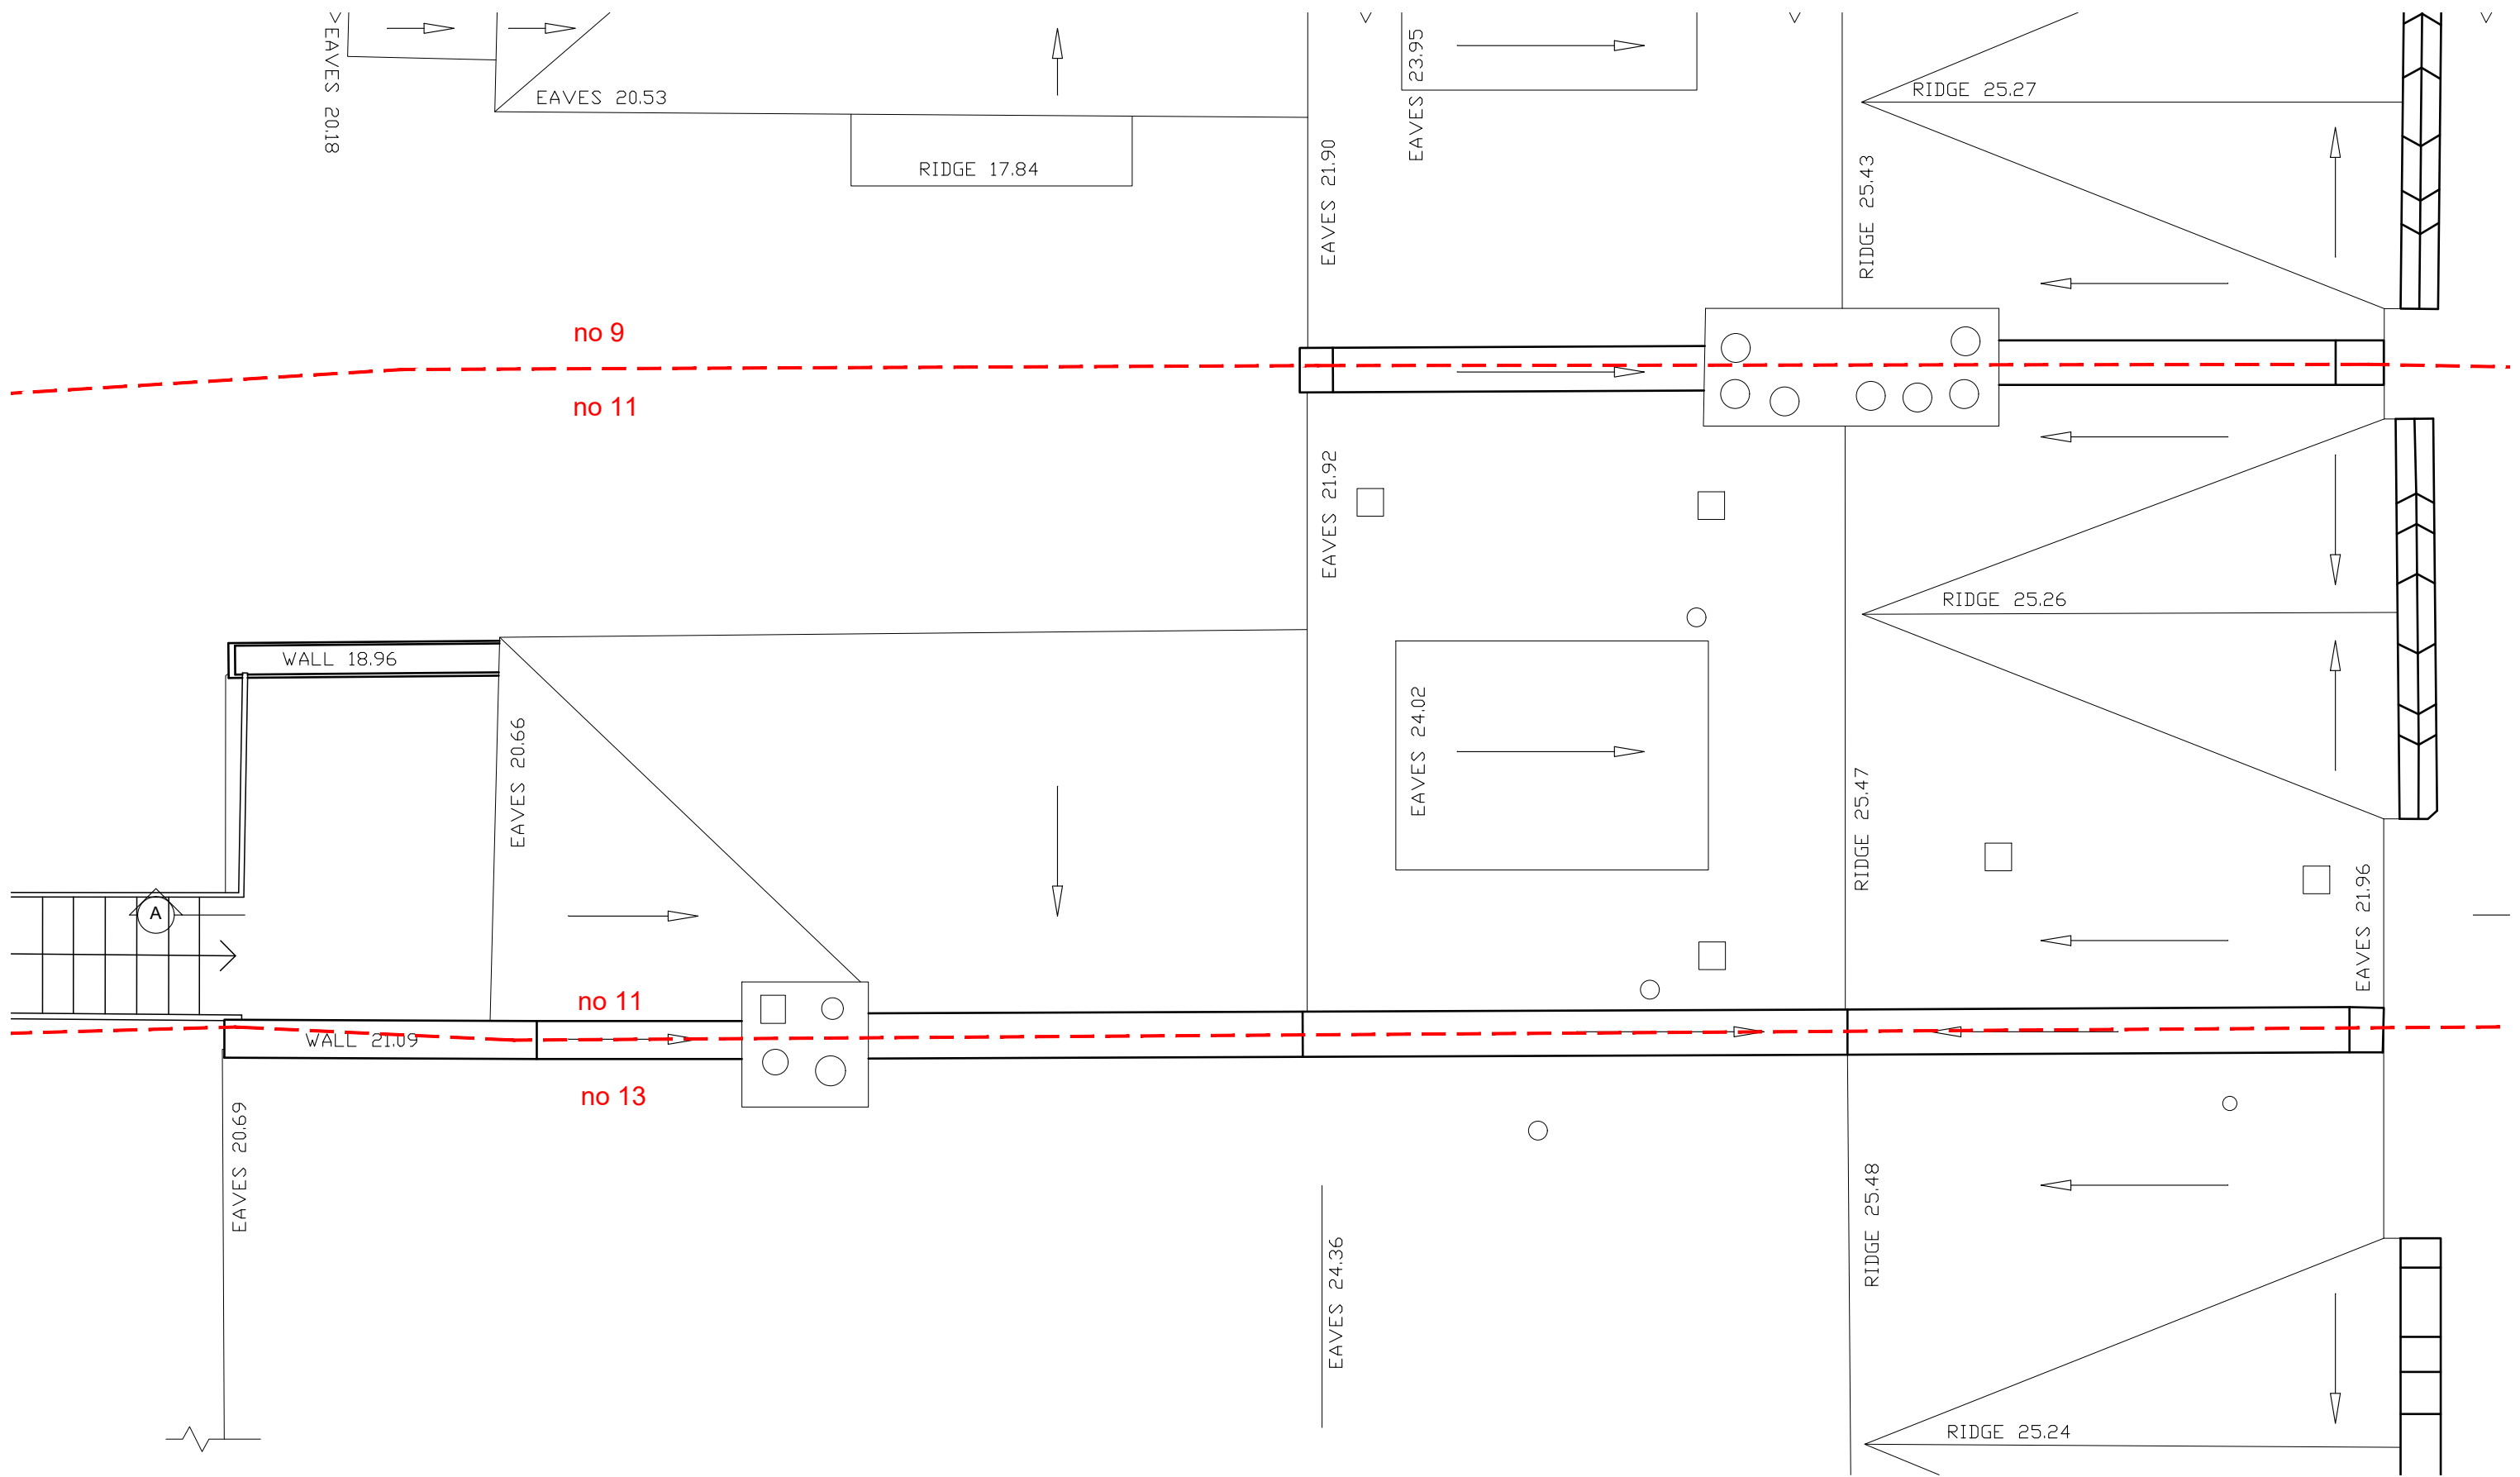 EAVES 20.18
EAVES 20.53
RIDGE 17.84
EAVES 21.90
EAVES 23.95
RIDGE 25.43
RIDGE 25.27
no 9
no 11
EAVES 21.92
RIDGE 25.26
WALL 18.96
EAVES 20.66
EAVES 24.02
RIDGE 25.47
EAVES 21.96
A
no 11
WALL 21.09
no 13
EAVES 20.69
EAVES 24.36
RIDGE 25.48
RIDGE 25.24